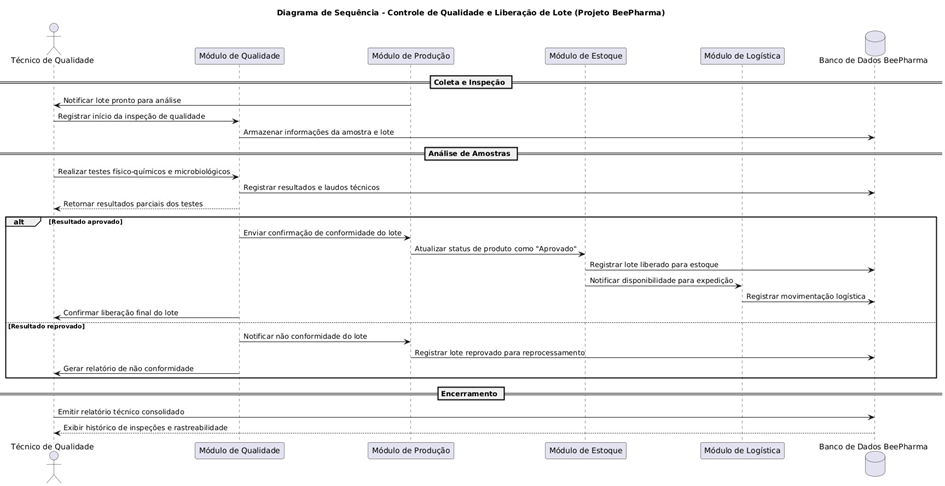 Diagrama de Sequência - Controle de Qualidade e Liberação de Lote (Projeto BeePharma)
Técnico de Qualidade
Módulo de Qualidade
Módulo de Produção
Módulo de Estoque
Módulo de Logística
Banco de Dados BeePharma
Coleta e Inspeção
Notificar lote pronto para análise
Registrar início da inspeção de qualidade
Armazenar informações da amostra e lote
Análise de Amostras
Realizar testes físico-químicos e microbiológicos
Registrar resultados e laudos técnicos
Retornar resultados parciais dos testes
alt
[Resultado aprovado]
Enviar confirmação de conformidade do lote
Atualizar status de produto como "Aprovado"
Registrar lote liberado para estoque
Notificar disponibilidade para expedição
Registrar movimentação logística
Confirmar liberação final do lote
[Resultado reprovado]
Notificar não conformidade do lote
Registrar lote reprovado para reprocessamento
Gerar relatório de não conformidade
Encerramento
Emitir relatório técnico consolidado
Exibir histórico de inspeções e rastreabilidade
Técnico de Qualidade
Módulo de Qualidade
Módulo de Produção
Módulo de Estoque
Módulo de Logística
Banco de Dados BeePharma